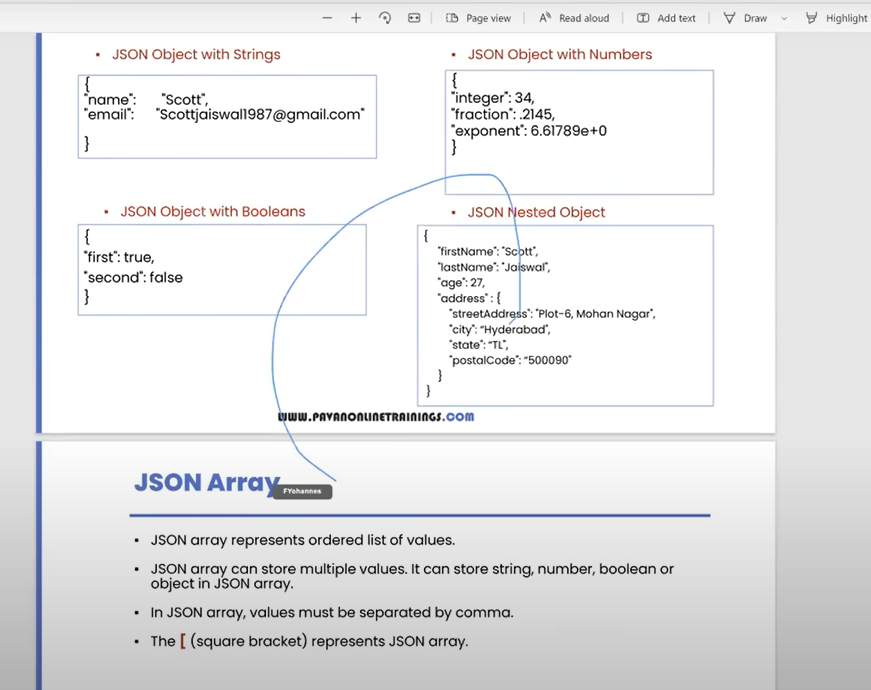 Page view
Read aloud
Add text
Draw
Highlight
JSON Object with Strings
{
"name": "Scott",
"email": "Scottjaiswal1987@gmail.com"
}
JSON Object with Numbers
{
"integer": 34,
"fraction": .2145,
"exponent": 6.61789e+0
}
JSON Object with Booleans
{
"first": true,
"second": false
}
JSON Nested Object
{
"firstName": "Scott",
"lastName": "Jaiswal",
"age": 27,
"address" : {
"streetAddress": "Plot-6, Mohan Nagar",
"city": "Hyderabad",
"state": "TL",
"postalCode": "500090"
}
}
WWW.PAVANONLINETRAININGS.COM
JSON Array
FYohannes
JSON array represents ordered list of values.
JSON array can store multiple values. It can store string, number, boolean or
object in JSON array.
In JSON array, values must be separated by comma.
The [ (square bracket) represents JSON array.